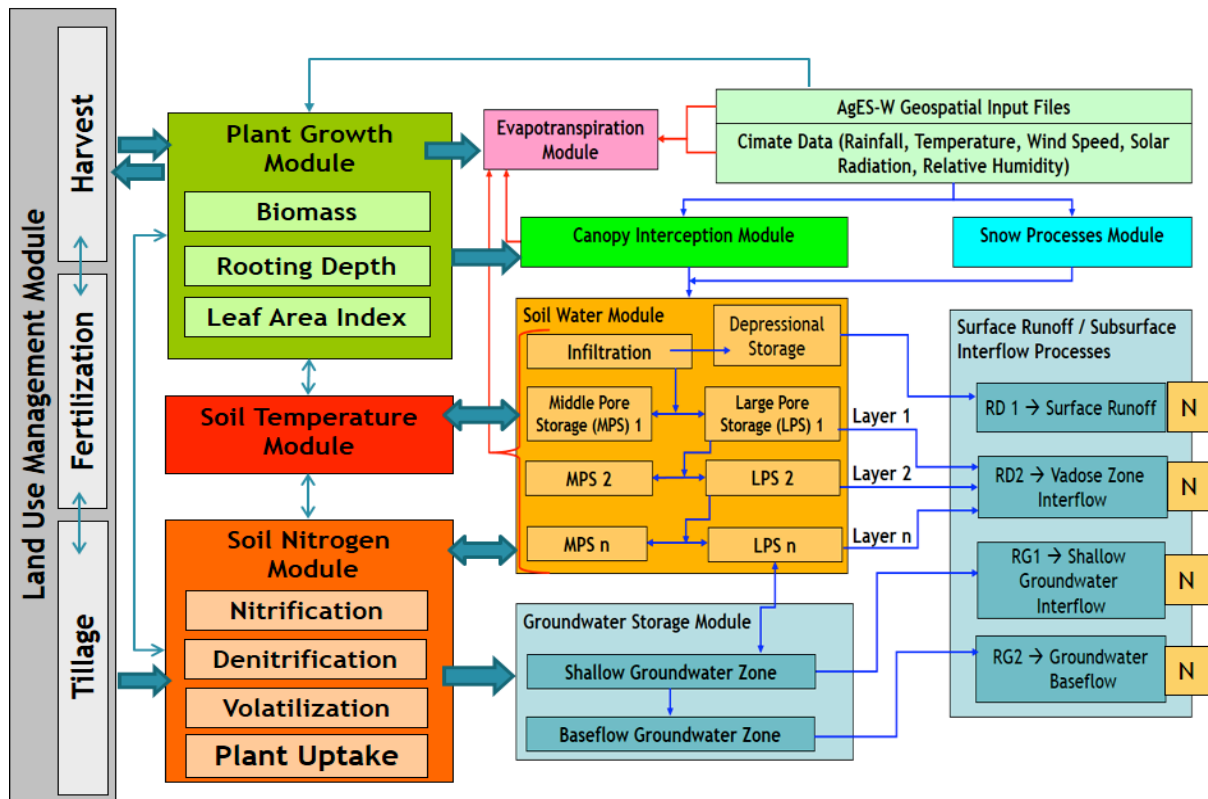 Land Use Management Module
Harvest
Fertilization
Tillage
Plant Growth
Module
Biomass
Rooting Depth
Leaf Area Index
Soil Temperature
Module
Soil Nitrogen
Module
Nitrification
Denitrification
Volatilization
Plant Uptake
Evapotranspiration
Module
AgES-W Geospatial Input Files
Cimate Data (Rainfall, Temperature, Wind Speed, Solar
Radiation, Relative Humidity)
Canopy Interception Module
Snow Processes Module
Soil Water Module
Infiltration
Depressional
Storage
Middle Pore
Storage (MPS) 1
Large Pore
Storage (LPS) 1
MPS 2
LPS 2
MPS n
LPS n
Layer 1
Layer 2
Layer n
Groundwater Storage Module
Shallow Groundwater Zone
Baseflow Groundwater Zone
Surface Runoff / Subsurface
Interflow Processes
RD 1 → Surface Runoff
N
RD2 → Vadose Zone
Interflow
N
RG1 → Shallow
Groundwater
Interflow
N
RG2 → Groundwater
Baseflow
N